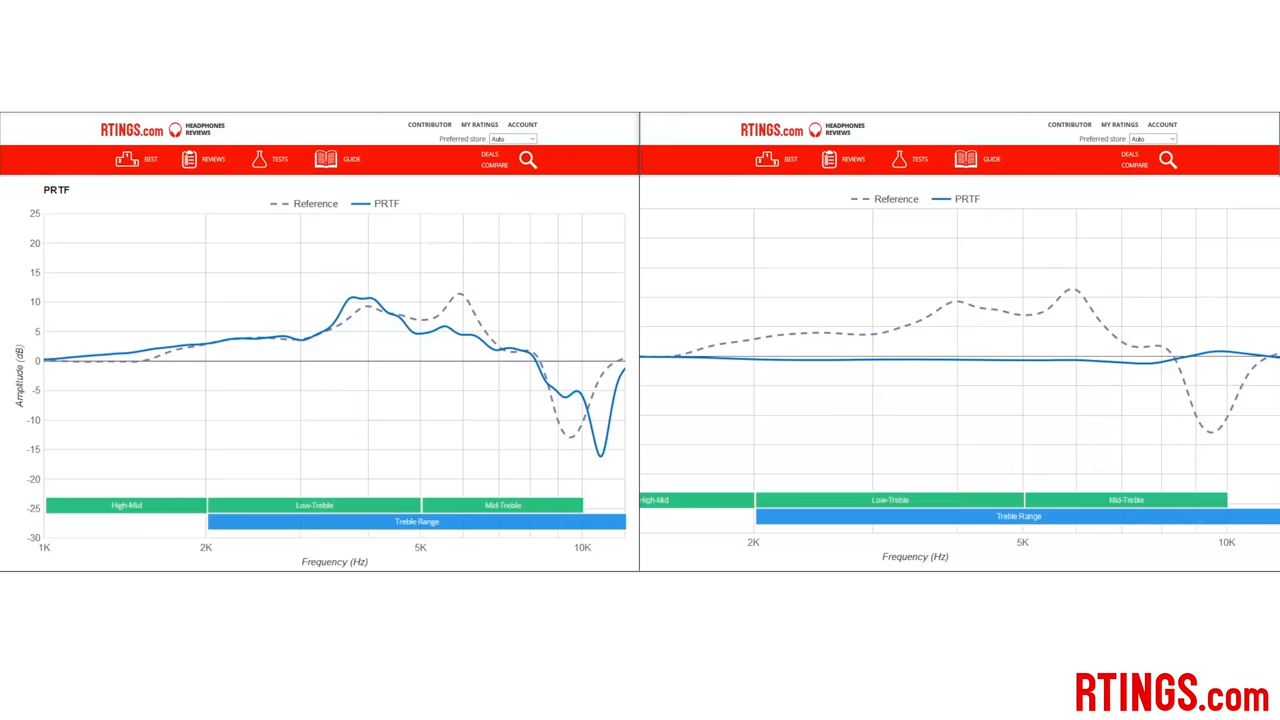 RTINGS.com HEADPHONES REVIEWS
CONTRIBUTOR MY RATINGS ACCOUNT
Preferred store Auto
BEST REVIEWS TESTS GUIDE
DEALS
COMPARE
PRTF
Reference PRTF
25
20
15
10
5
0
-5
-10
-15
-20
-25
-30
Amplitude (dB)
High-Mid Low-Treble Mid-Treble
Treble Range
1K 2K 5K 10K
Frequency (Hz)
RTINGS.com HEADPHONES REVIEWS
CONTRIBUTOR MY RATINGS ACCOUNT
Preferred store Auto
BEST REVIEWS TESTS GUIDE
DEALS
COMPARE
Reference PRTF
High-Mid Low-Treble Mid-Treble
Treble Range
2K 5K 10K
Frequency (Hz)
RTINGS.com